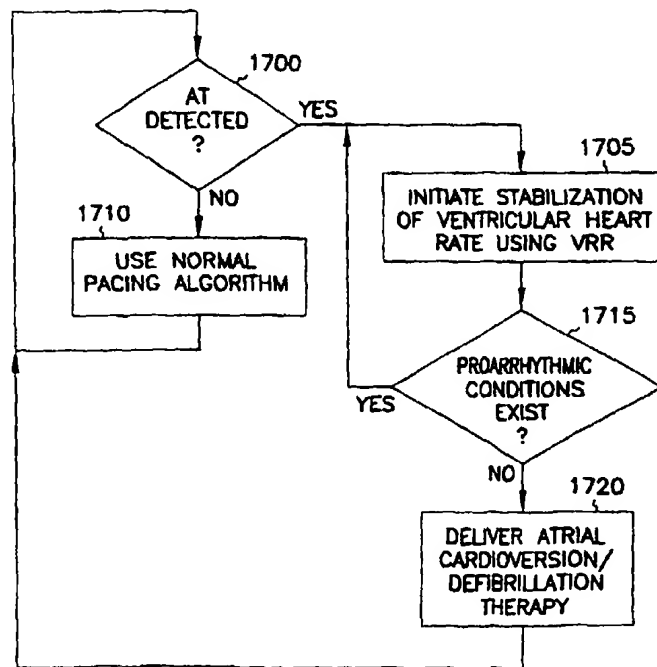 1700
AT
DETECTED
?
YES
NO
1710
USE NORMAL
PACING ALGORITHM
1705
INITIATE STABILIZATION
OF VENTRICULAR HEART
RATE USING VRR
1715
PROARRHYTHMIC
CONDITIONS
EXIST
?
YES
NO
1720
DELIVER ATRIAL
CARDIOVERSION/
DEFIBRILLATION
THERAPY